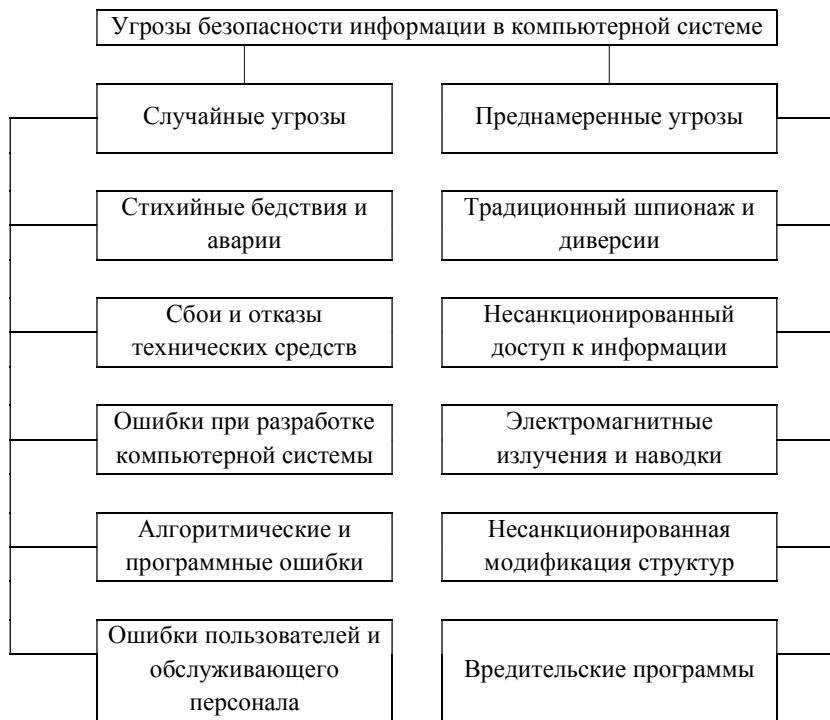 Угрозы безопасности информации в компьютерной системе
Случайные угрозы
Преднамеренные угрозы
Стихийные бедствия и
аварии
Традиционный шпионаж и
диверсии
Сбои и отказы
технических средств
Несанкционированный
доступ к информации
Ошибки при разработке
компьютерной системы
Электромагнитные
излучения и наводки
Алгоритмические и
программные ошибки
Несанкционированная
модификация структур
Ошибки пользователей и
обслуживающего
персонала
Вредительские программы